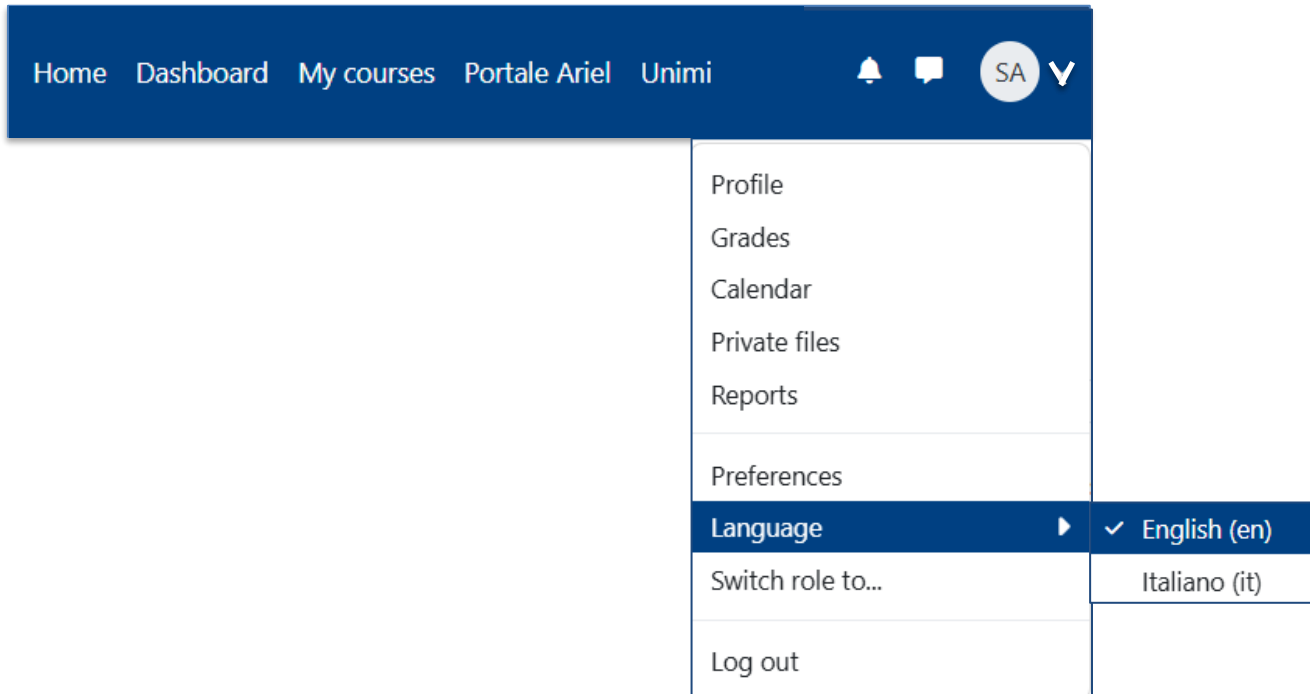 Home Dashboard My courses Portale Ariel Unimi SA
Profile
Grades
Calendar
Private files
Reports
Preferences
Language English (en)
Switch role to... Italiano (it)
Log out